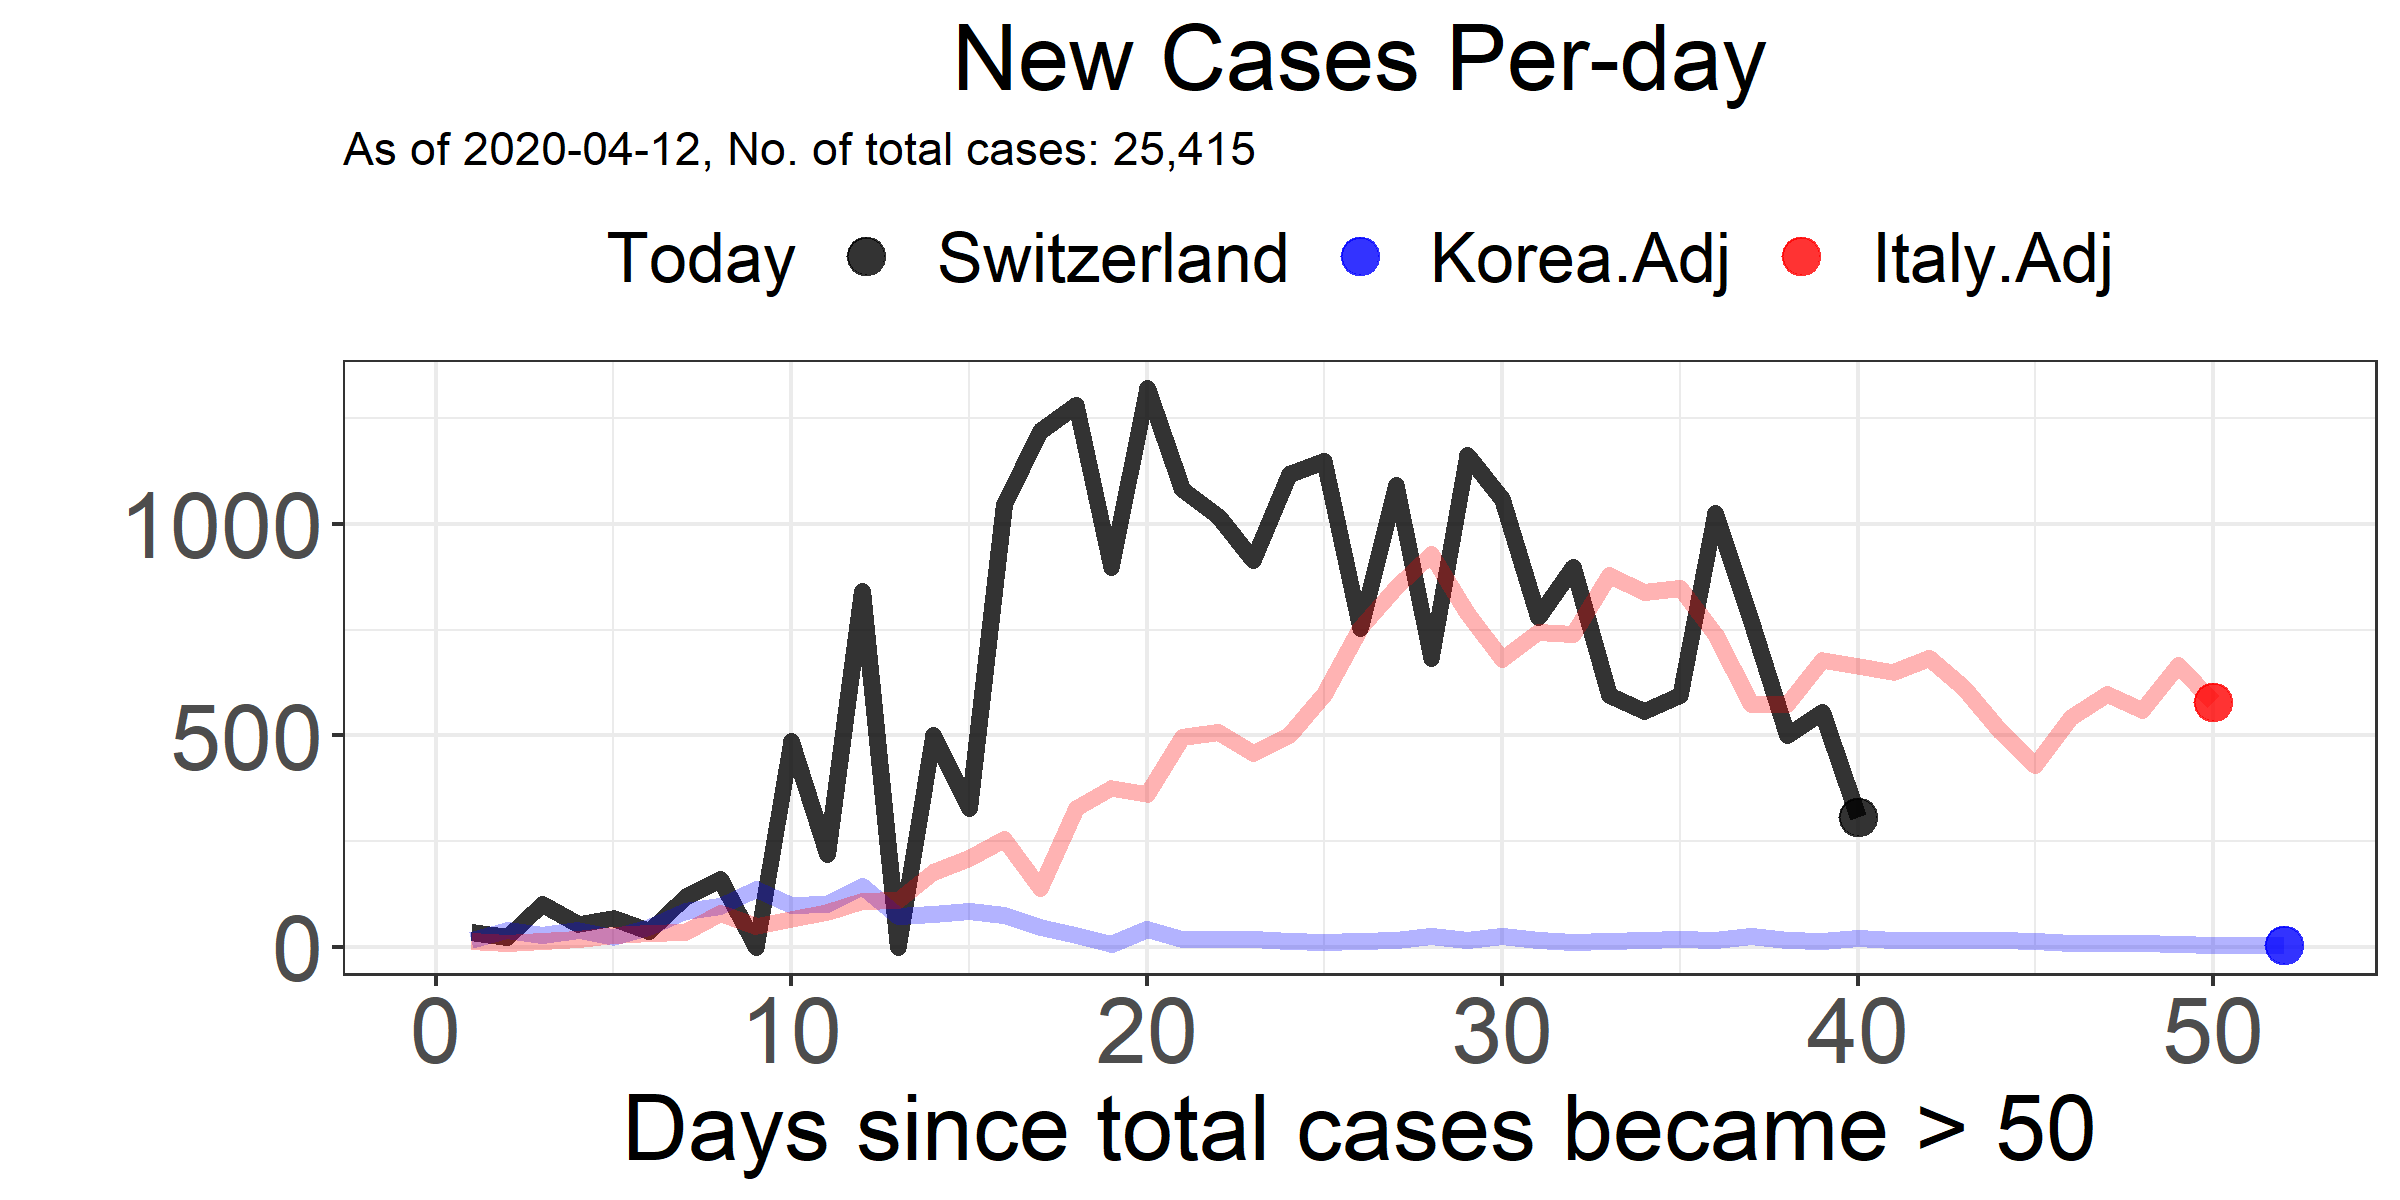 New Cases Per-day
As of 2020-04-12, No. of total cases: 25,415
Today Switzerland Korea.Adj Italy.Adj
1000
500
0
0 10 20 30 40 50
Days since total cases became > 50